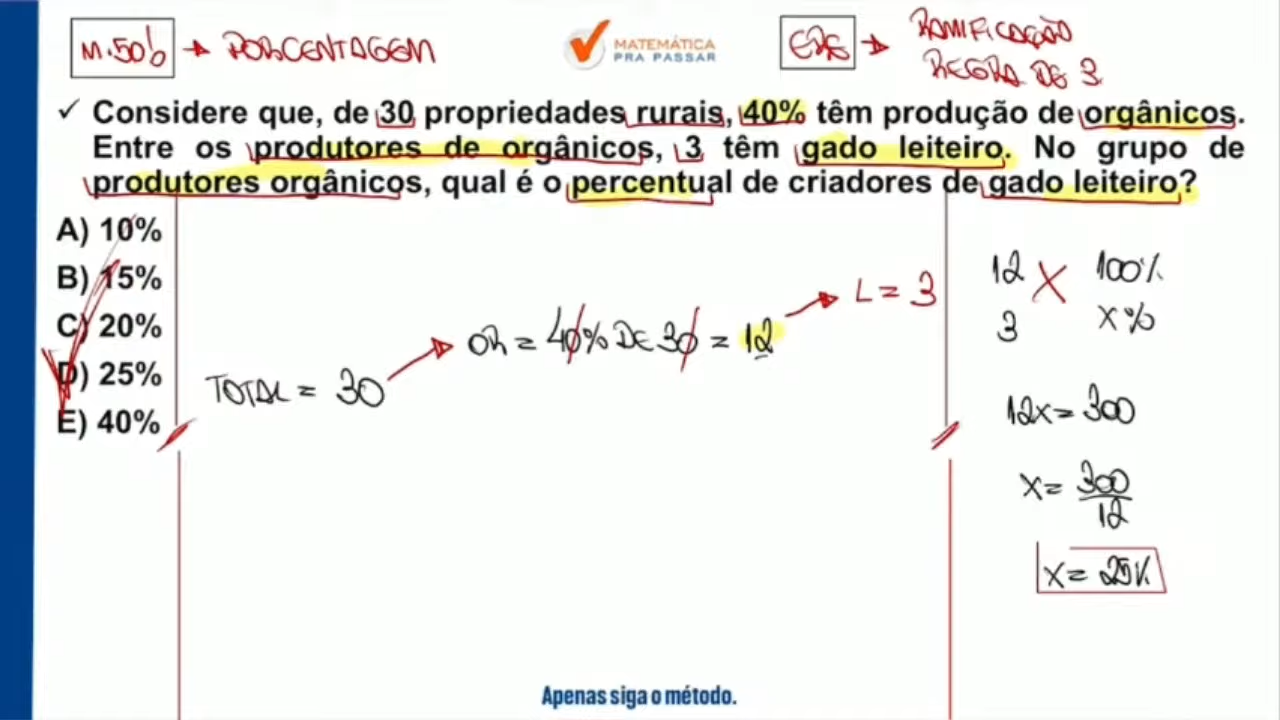 M.50% → PORCENTAGEM
MATEMÁTICA
PRA PASSAR
EPE → RAMIFICAÇÃO
REGRA DE 3
✓ Considere que, de 30 propriedades rurais, 40% têm produção de orgânicos.
Entre os produtores de orgânicos, 3 têm gado leiteiro. No grupo de
produtores orgânicos, qual é o percentual de criadores de gado leiteiro?
A) 10%
B) 15%
C) 20%
D) 25%
E) 40%
TOTAL = 30
OR = 40% DE 30 = 12
L = 3
12 100%
3 X%
12X = 300
X = 300
12
X = 25%
Apenas siga o método.